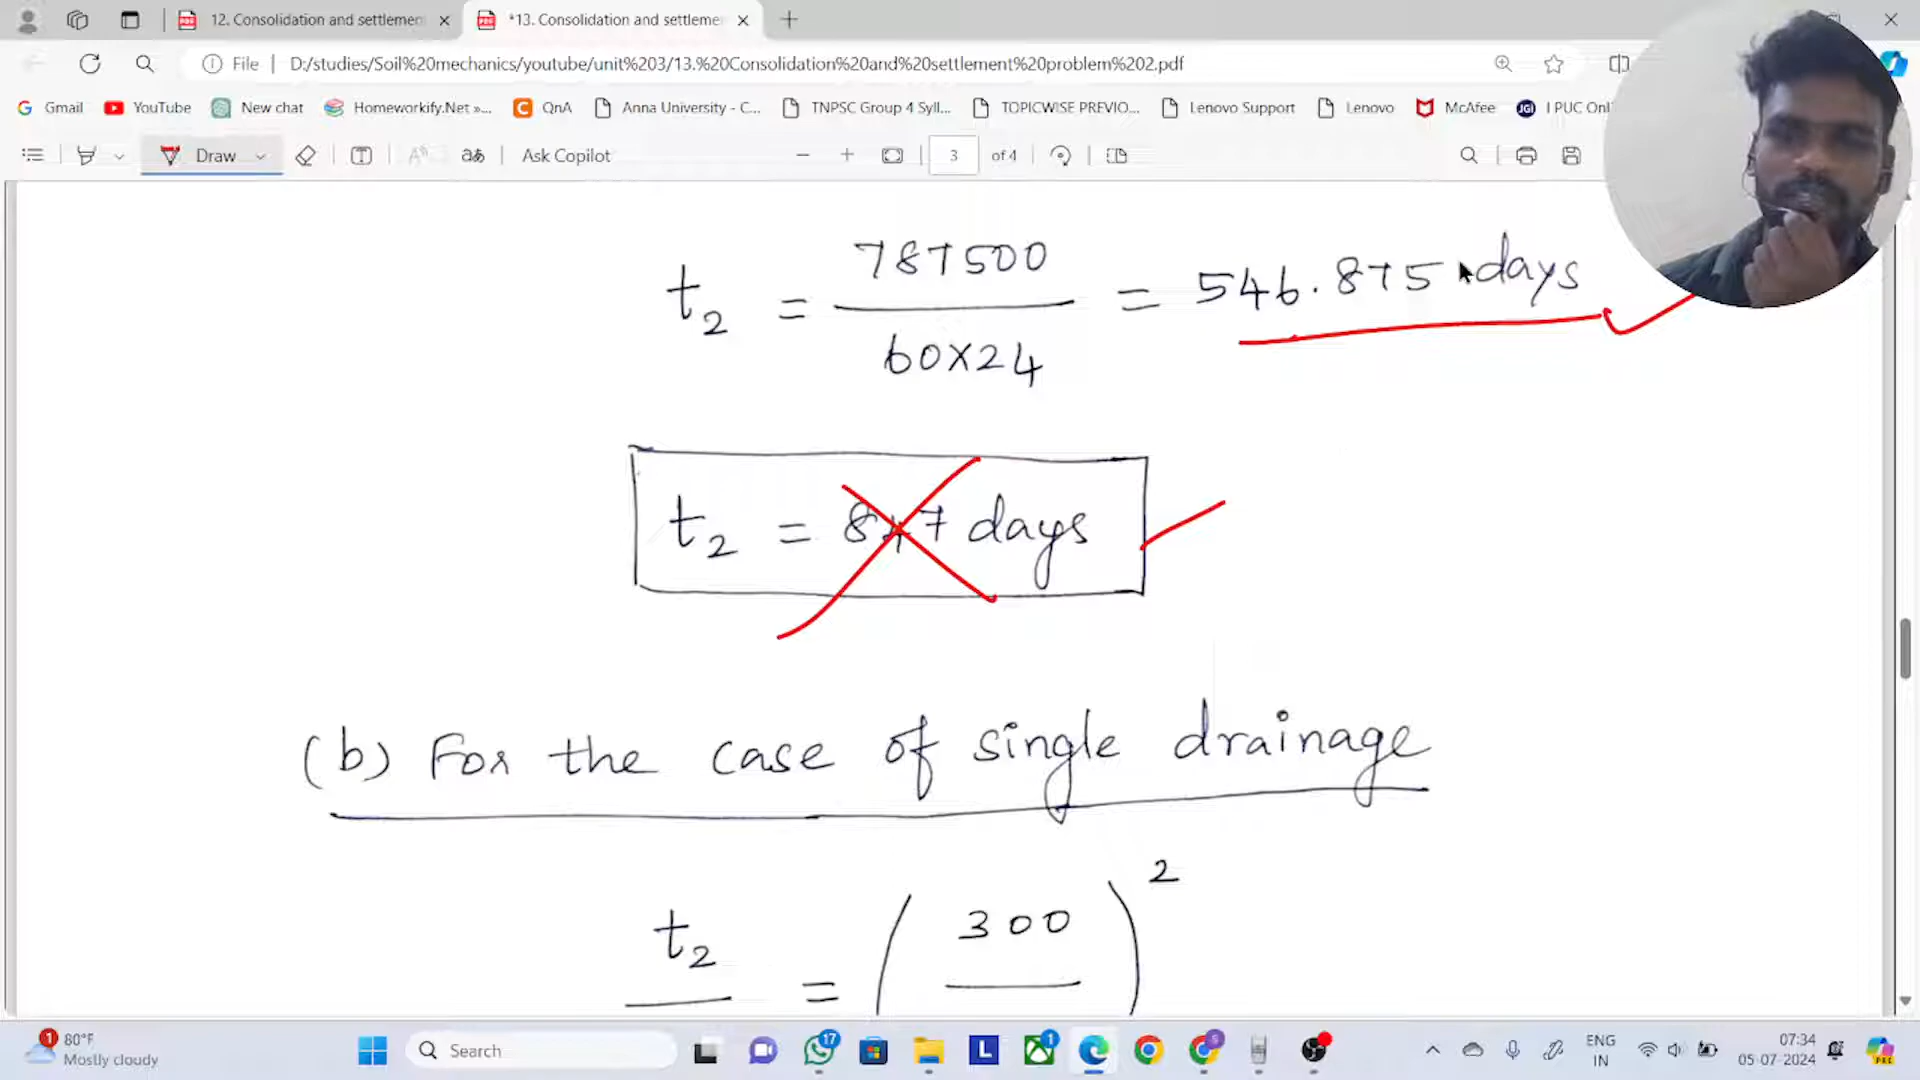 12. Consolidation and settlemen
*13. Consolidation and settleme
File
D:/studies/Soil%20mechanics/youtube/unit%203/13.%20Consolidation%20and%20settlement%20problem%202.pdf
Gmail
YouTube
New chat
Homeworkify.Net »...
QnA
Anna University - C...
TNPSC Group 4 Syll...
TOPICWISE PREVIO...
Lenovo Support
Lenovo
McAfee
I PUC Onl
Draw
Ask Copilot
3 of 4
787500
t2 = = 546.875 days
60x24
t2 = 847 days
(b) For the case of single drainage
2
300
t2
=
80°F
Mostly cloudy
Search
17
1
ENG
IN
07:34
05-07-2024